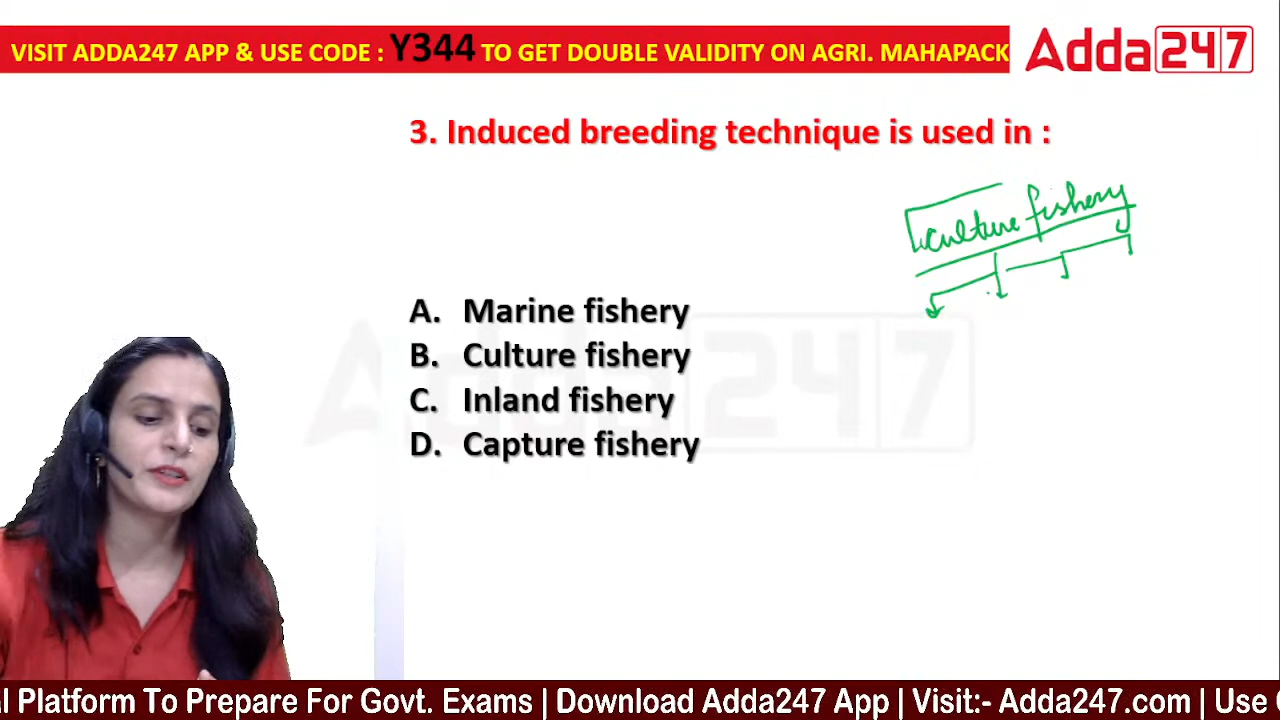 VISIT ADDA247 APP & USE CODE : Y344 TO GET DOUBLE VALIDITY ON AGRI. MAHAPACK
Adda247
3. Induced breeding technique is used in :
culture fishery
A. Marine fishery
B. Culture fishery
C. Inland fishery
D. Capture fishery
Adda247
l Platform To Prepare For Govt. Exams | Download Adda247 App | Visit:- Adda247.com | Use